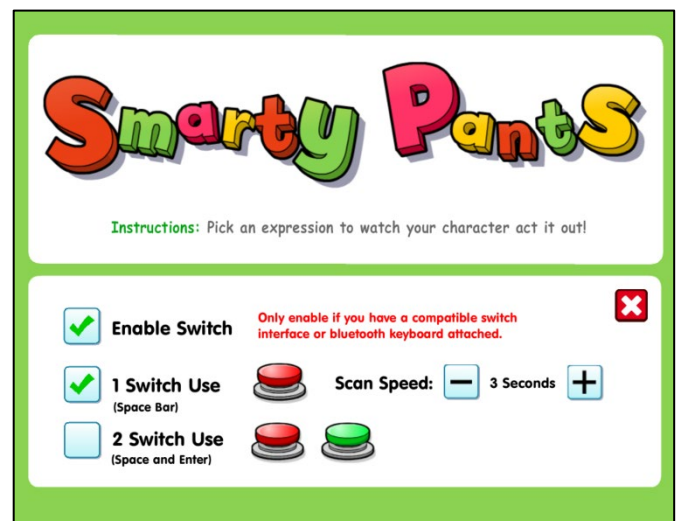 Smarty Pants
Instructions: Pick an expression to watch your character act it out!
Enable Switch
Only enable if you have a compatible switch
interface or bluetooth keyboard attached.
1 Switch Use
(Space Bar)
Scan Speed: 3 Seconds
2 Switch Use
(Space and Enter)